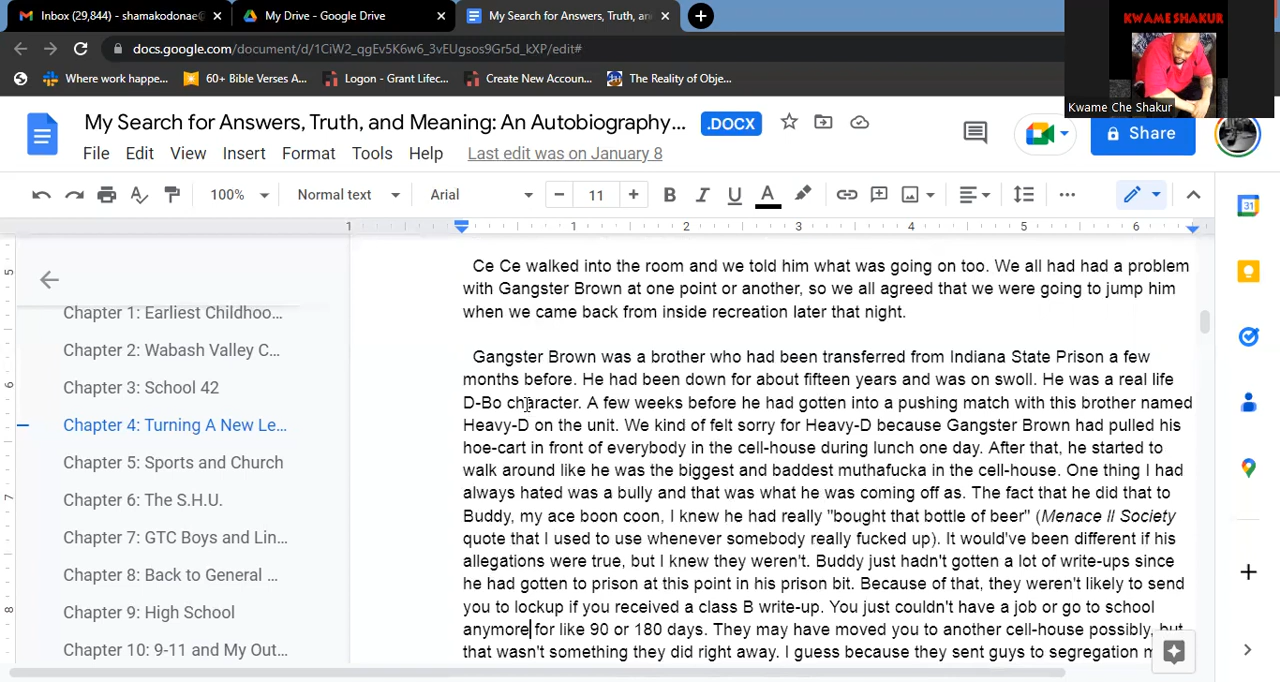 Inbox (29,844) - shamakodonae@
My Drive - Google Drive
My Search for Answers, Truth, an
KWAME SHAKUR
docs.google.com/document/d/1CiW2_qgEv5K6w6_3vEUgsos9Gr5d_kXP/edit#
Where work happe...
60+ Bible Verses A...
Logon - Grant Lifec...
Create New Accoun...
The Reality of Obje...
Kwame Che Shakur
My Search for Answers, Truth, and Meaning: An Autobiography...
.DOCX
Share
File Edit View Insert Format Tools Help Last edit was on January 8
100% Normal text Arial 11 B I U A
1 1 2 3 4 5 6
Chapter 1: Earliest Childhoo...
Chapter 2: Wabash Valley C...
Chapter 3: School 42
Chapter 4: Turning A New Le...
Chapter 5: Sports and Church
Chapter 6: The S.H.U.
Chapter 7: GTC Boys and Lin...
Chapter 8: Back to General ...
Chapter 9: High School
Chapter 10: 9-11 and My Out...
5
6
7
8
Ce Ce walked into the room and we told him what was going on too. We all had had a problem
with Gangster Brown at one point or another, so we all agreed that we were going to jump him
when we came back from inside recreation later that night.
Gangster Brown was a brother who had been transferred from Indiana State Prison a few
months before. He had been down for about fifteen years and was on swoll. He was a real life
D-Bo character. A few weeks before he had gotten into a pushing match with this brother named
Heavy-D on the unit. We kind of felt sorry for Heavy-D because Gangster Brown had pulled his
hoe-cart in front of everybody in the cell-house during lunch one day. After that, he started to
walk around like he was the biggest and baddest muthafucka in the cell-house. One thing I had
always hated was a bully and that was what he was coming off as. The fact that he did that to
Buddy, my ace boon coon, I knew he had really "bought that bottle of beer" (Menace II Society
quote that I used to use whenever somebody really fucked up). It would've been different if his
allegations were true, but I knew they weren't. Buddy just hadn't gotten a lot of write-ups since
he had gotten to prison at this point in his prison bit. Because of that, they weren't likely to send
you to lockup if you received a class B write-up. You just couldn't have a job or go to school
anymore for like 90 or 180 days. They may have moved you to another cell-house possibly, but
that wasn't something they did right away. I guess because they sent guys to segregation
31